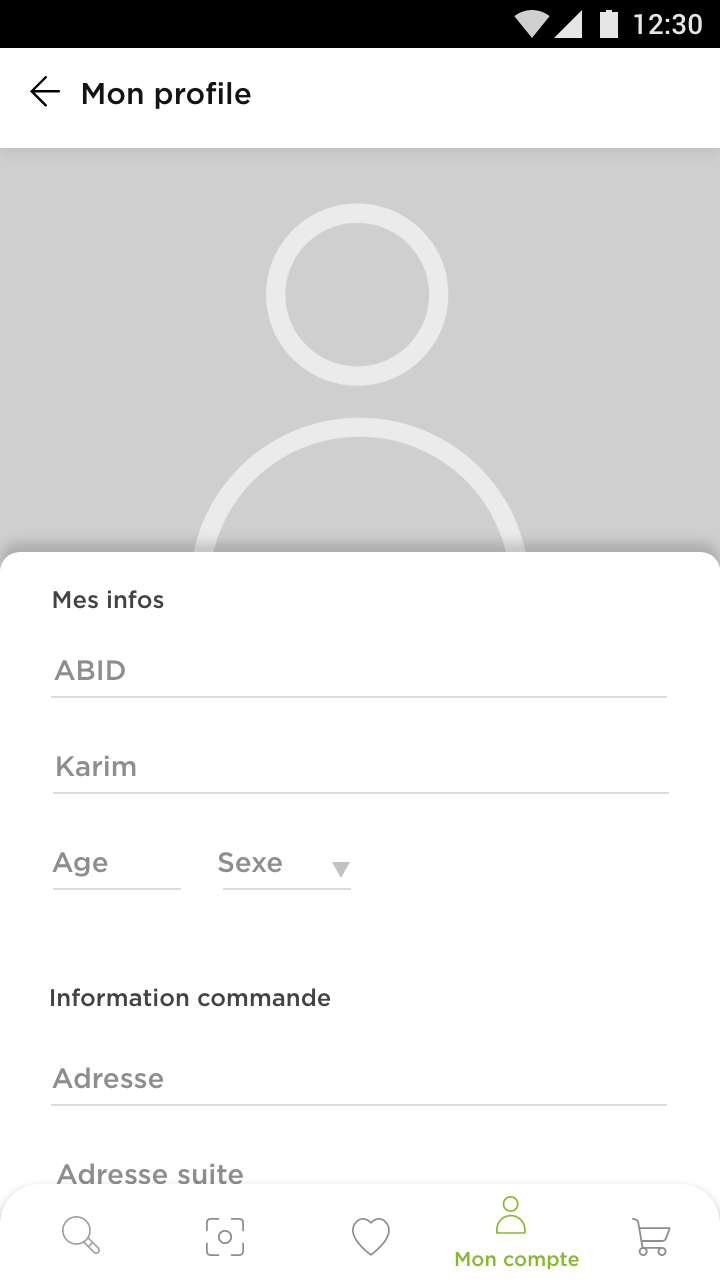 12:30
Mon profile
Mes infos
ABID
Karim
Age Sexe
Information commande
Adresse
Adresse suite
Mon compte